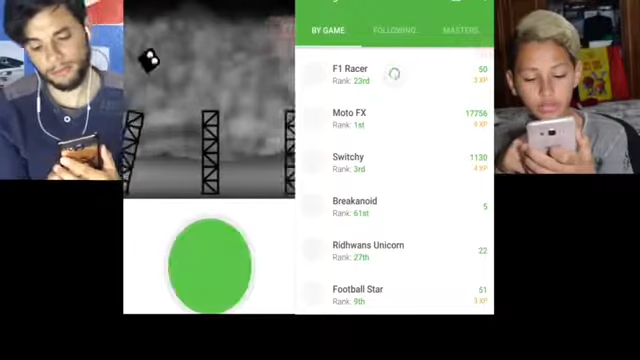 BY GAME
FOLLOWING
MASTERS
F1 Racer
50
Rank: 23rd
3 XP
Moto FX
17756
Rank: 1st
Switchy
1130
Rank: 3rd
4 XP
Breakanoid
5
Rank: 61st
Ridhwans Unicorn
22
Rank: 27th
Football Star
51
Rank: 9th
3 XP